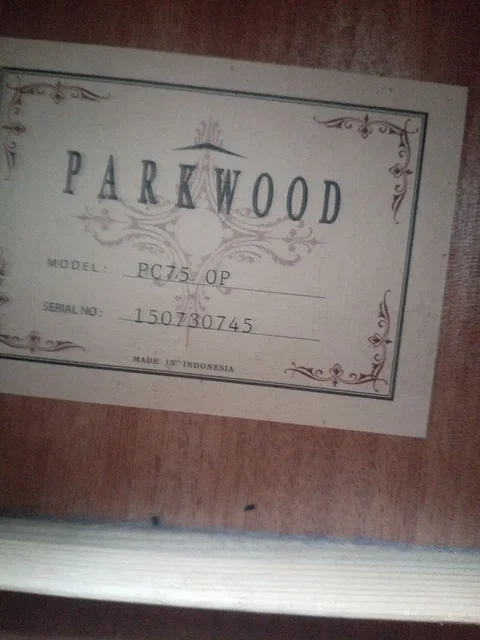 PARKWOOD
MODEL: PC75 OP
SERIAL NO: 150730745
MADE IN INDONESIA